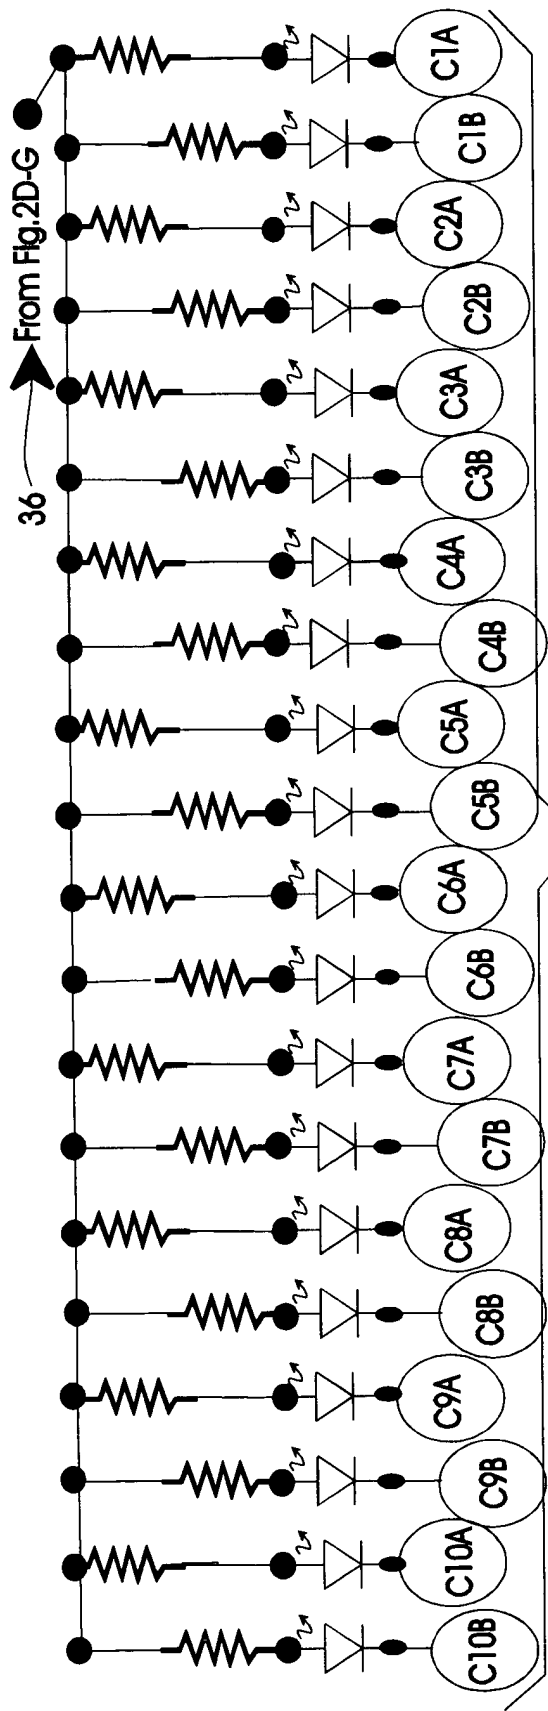 36
From Fig.2D-G
C1A
C1B
C2A
C2B
C3A
C3B
C4A
C4B
C5A
C5B
C6A
C6B
C7A
C7B
C8A
C8B
C9A
C9B
C10A
C10B